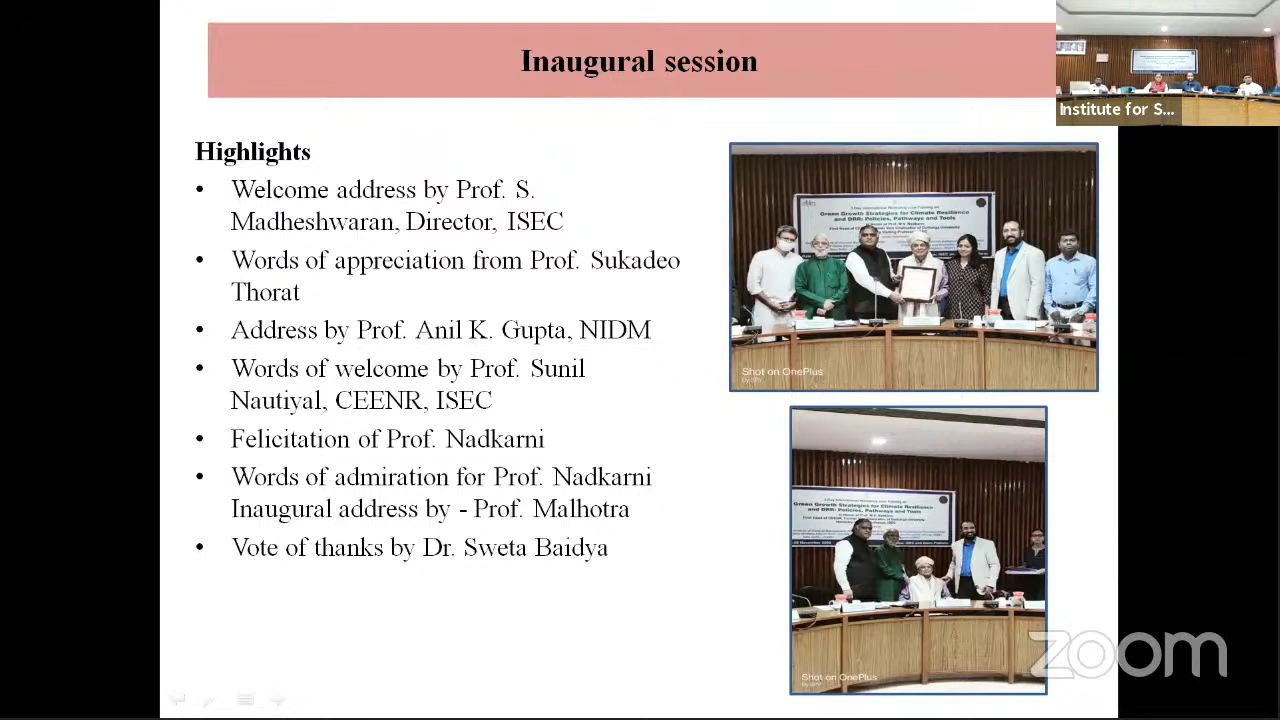 Inaugural session
Institute for S...
Highlights
• Welcome address by Prof. S.
Madheshwaran, Director, ISEC
• Words of appreciation from Prof. Sukadeo
Thorat
• Address by Prof. Anil K. Gupta, NIDM
• Words of welcome by Prof. Sunil
Nautiyal, CEENR, ISEC
• Felicitation of Prof. Nadkarni
• Words of admiration for Prof. Nadkarni
Inaugural address by - Prof. Malhotra
• Vote of thanks by Dr. Sweta Baidya
Green Growth Strategies for Climate Resilience
and DRR: Policies, Pathways and Tools
Shot on OnePlus
Green Growth Strategies for Climate Resilience
and DRR: Policies, Pathways and Tools
Shot on OnePlus
zoom